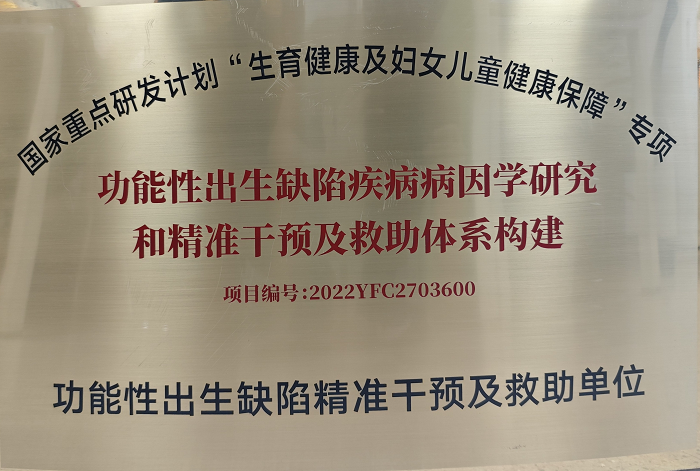 国家重点研发计划“生育健康及妇女儿童健康保障”专项
功能性出生缺陷疾病病因学研究
和精准干预及救助体系构建
项目编号:2022YFC2703600
功能性出生缺陷精准干预及救助单位